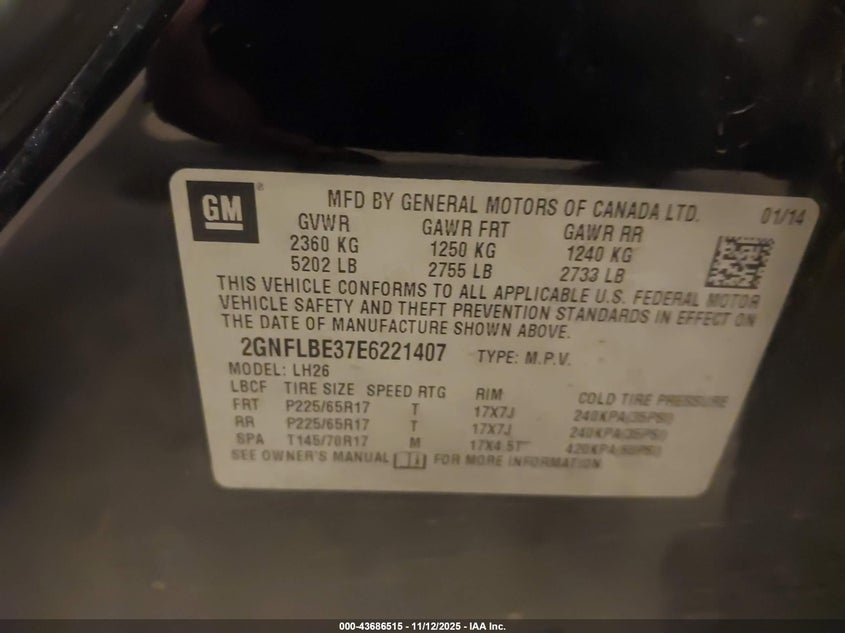 GM® MFD BY GENERAL MOTORS OF CANADA LTD. 01/14
GVWR GAWR FRT GAWR RR
2360 KG 1250 KG 1240 KG
5202 LB 2755 LB 2733 LB
THIS VEHICLE CONFORMS TO ALL APPLICABLE U.S. FEDERAL MOTOR
VEHICLE SAFETY AND THEFT PREVENTION STANDARDS IN EFFECT ON
THE DATE OF MANUFACTURE SHOWN ABOVE.
2GNFLBE37E6221407 TYPE: M.P.V.
MODEL: LH26
LBCF TIRE SIZE SPEED RTG RIM COLD TIRE PRESSURE
FRT P225/65R17 T 17X7J 240KPA(35PSI)
RR P225/65R17 T 17X7J 240KPA(35PSI)
SPA T145/70R17 M 17X4.5T 420KPA(60PSI)
SEE OWNER'S MANUAL FOR MORE INFORMATION
000-43686515 - 11/12/2025 - IAA Inc.